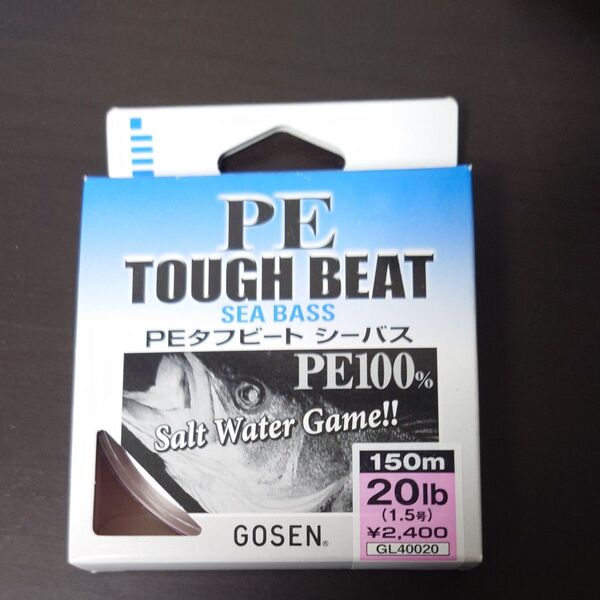 PE
TOUGH BEAT
SEA BASS
PEタフビート シーバス
PE100%
Salt Water Game!!
150m
20lb
(1.5号)
¥2,400
GL40020
GOSEN®